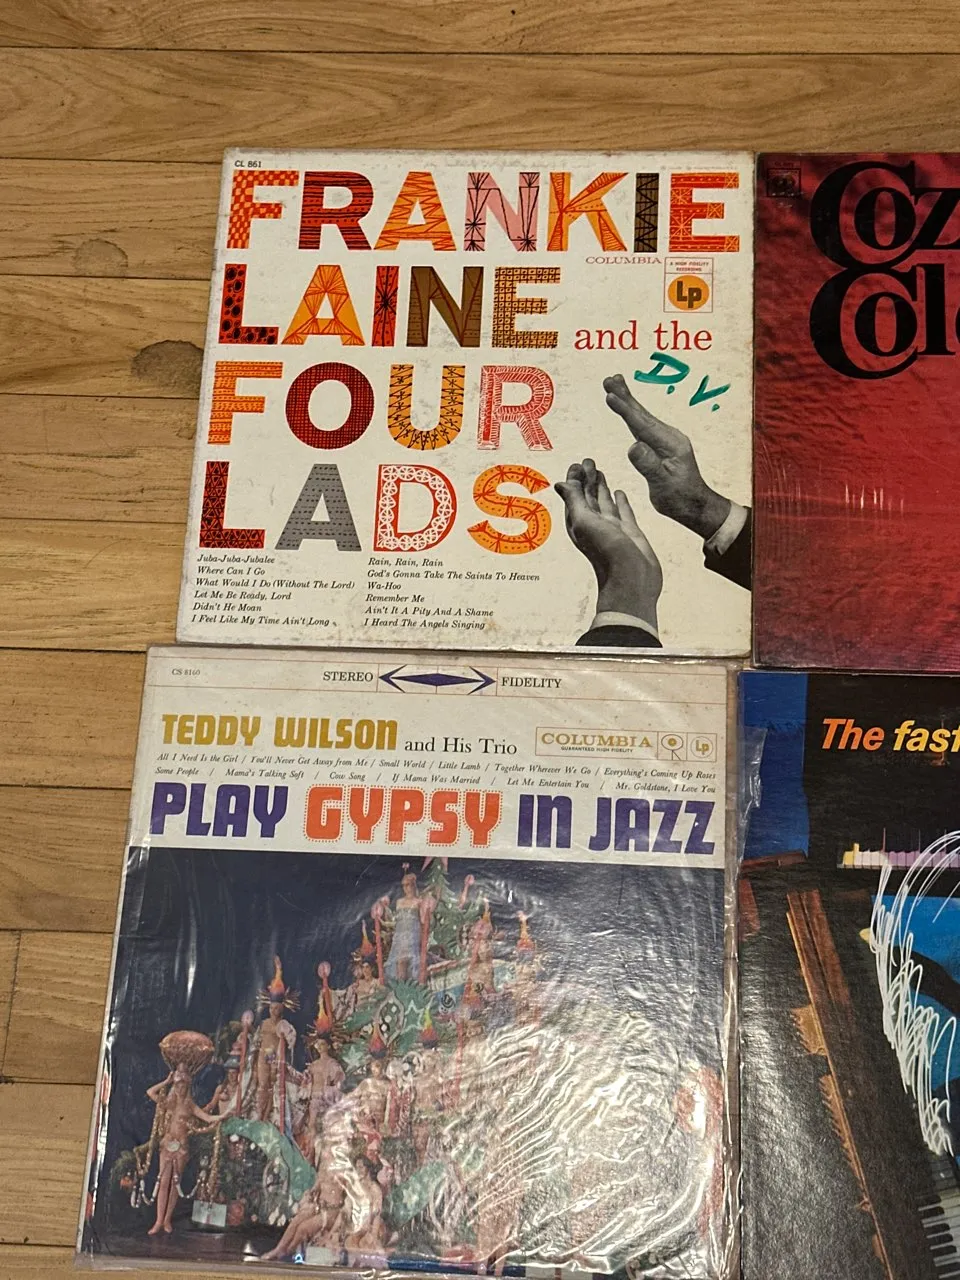 CL 861
FRANKIE
COLUMBIA
A HIGH FIDELITY
RECORDING
Lp
LAINE
and the
D.V.
FOUR
LADS
Juba-Juba-Jubalee
Where Can I Go
What Would I Do (Without The Lord)
Let Me Be Ready, Lord
Didn't He Moan
I Feel Like My Time Ain't Long
Rain, Rain, Rain
God's Gonna Take The Saints To Heaven
Wa-Hoo
Remember Me
Ain't It A Pity And A Shame
I Heard The Angels Singing
Coz
Col
CS 8160
STEREO FIDELITY
TEDDY WILSON and His Trio
COLUMBIA
GUARANTEED HIGH FIDELITY
Lp
All I Need Is the Girl / You'll Never Get Away from Me / Small World / Little Lamb / Together Wherever We Go / Everything's Coming Up Roses
Some People / Mama's Talking Soft / Cow Song / If Mama Was Married / Let Me Entertain You / Mr. Goldstone, I Love You
PLAY GYPSY IN JAZZ
The fas